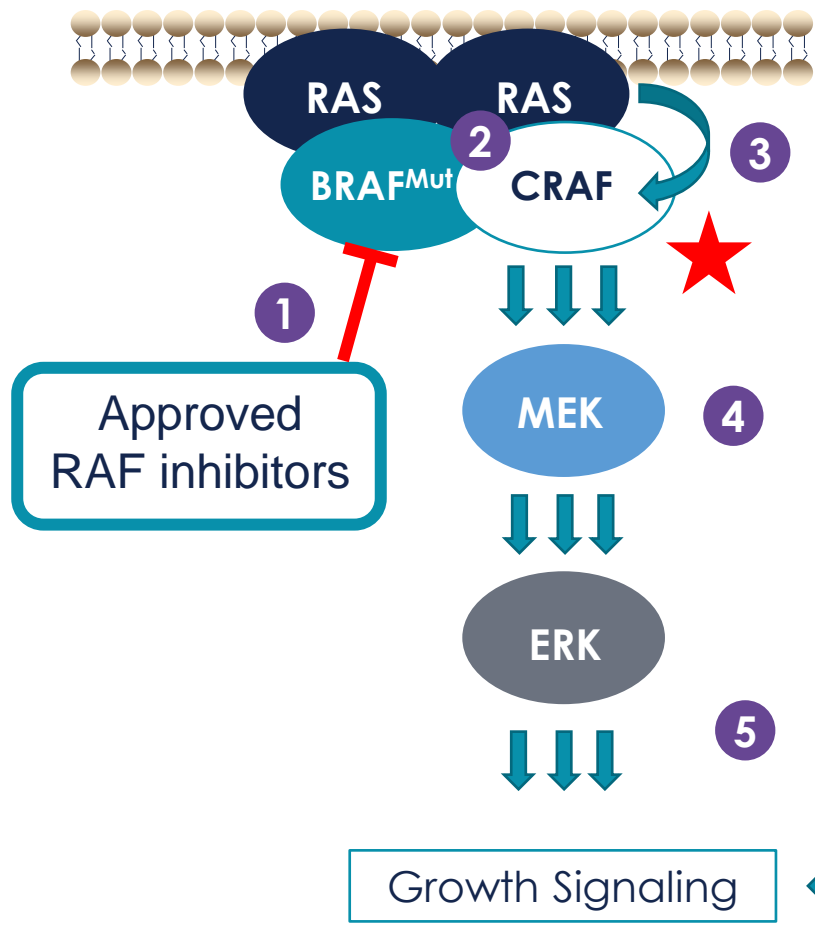 RAS RAS
2
3
BRAFMut CRAF
1
Approved
RAF inhibitors
MEK
4
ERK
5
Growth Signaling